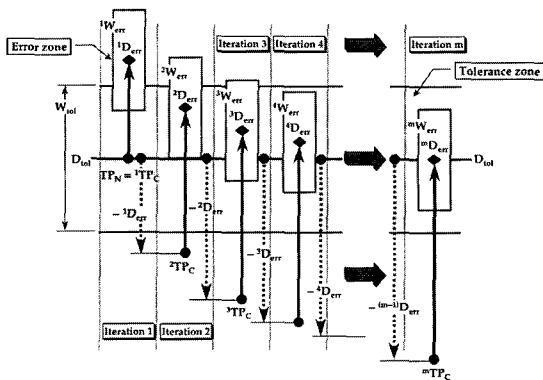 Error zone
¹W_err
¹D_err
Iteration 3
Iteration 4
Iteration m
Tolerance zone
²W_err
²D_err
³W_err
³D_err
⁴W_err
⁴D_err
ᵐW_err
ᵐD_err
W_tol
D_tol
D_tol
TP_N = ¹TP_C
– ¹D_err
– ²D_err
– ³D_err
– ⁴D_err
– ⁽ᵐ⁻¹⁾D_err
²TP_C
³TP_C
ᵐTP_C
Iteration 1
Iteration 2